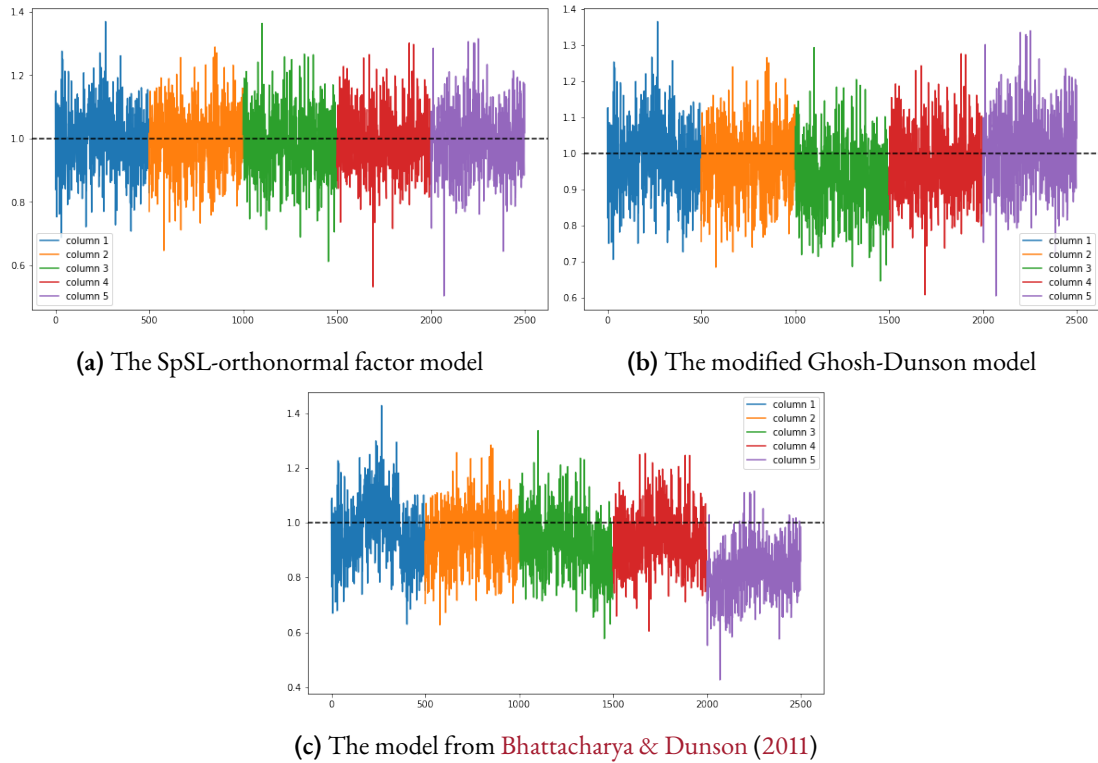 1.4
1.2
1.0
0.8
0.6
0
500
1000
1500
2000
2500
column 1
column 2
column 3
column 4
column 5
(a) The SpSL-orthonormal factor model
1.4
1.3
1.2
1.1
1.0
0.9
0.8
0.7
0.6
0
500
1000
1500
2000
2500
column 1
column 2
column 3
column 4
column 5
(b) The modified Ghosh-Dunson model
1.4
1.2
1.0
0.8
0.6
0.4
0
500
1000
1500
2000
2500
column 1
column 2
column 3
column 4
column 5
(c) The model from Bhattacharya & Dunson (2011)